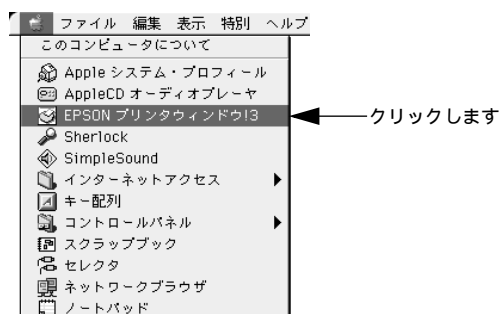 ファイル 編集 表示 特別 ヘルプ
このコンピュータについて
Apple システム・プロフィール
AppleCD オーディオプレーヤ
EPSON プリンタウィンドウ!3
クリックします
Sherlock
SimpleSound
インターネットアクセス
キー配列
コントロールパネル
スクラップブック
セレクタ
ネットワークブラウザ
ノートパッド